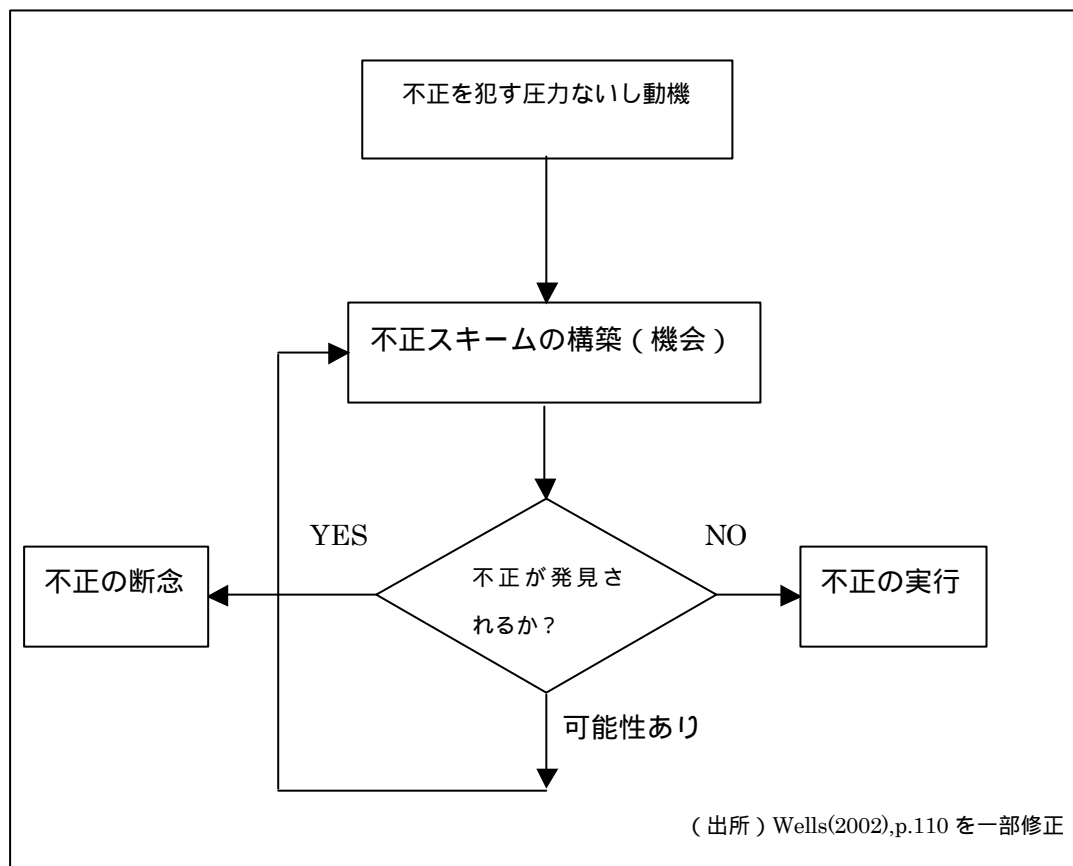 不正を犯す圧力ないし動機
不正スキームの構築（機会）
YES
NO
不正の断念
不正が発見さ
れるか？
不正の実行
可能性あり
（出所）Wells(2002),p.110 を一部修正